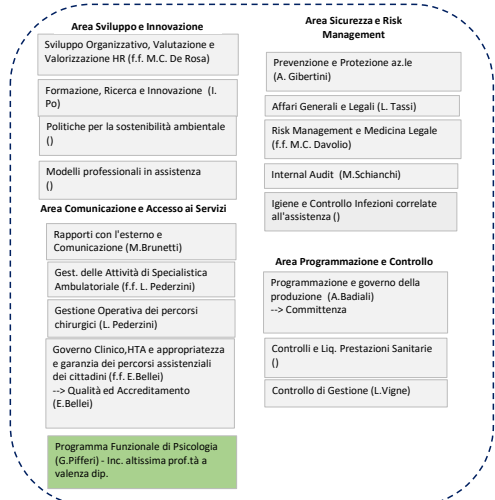 Area Sviluppo e Innovazione
Sviluppo Organizzativo, Valutazione e
Valorizzazione HR (f.f. M.C. De Rosa)
Formazione, Ricerca e Innovazione  (I.
Po)
Politiche per la sostenibilità ambientale
()
Modelli professionali in assistenza
()
Area Comunicazione e Accesso ai Servizi
Rapporti con l'esterno e
Comunicazione (M.Brunetti)
Gest. delle Attività di Specialistica
Ambulatoriale (f.f. L. Pederzini)
Gestione Operativa dei percorsi
chirurgici (L. Pederzini)
Governo Clinico,HTA e appropriatezza
e garanzia dei percorsi assistenziali
dei cittadini (f.f. E.Bellei)
--> Qualità ed Accreditamento
(E.Bellei)
Programma Funzionale di Psicologia
(G.Pifferi) - Inc. altissima prof.tà a
valenza dip.
Area Sicurezza e Risk
Management
Prevenzione e Protezione az.le
(A. Gibertini)
Affari Generali e Legali (L. Tassi)
Risk Management e Medicina Legale
(f.f. M.C. Davolio)
Internal Audit  (M.Schianchi)
Igiene e Controllo Infezioni correlate
all'assistenza ()
Area Programmazione e Controllo
Programmazione e governo della
produzione  (A.Badiali)
--> Committenza
Controlli e Liq. Prestazioni Sanitarie
()
Controllo di Gestione (L.Vigne)